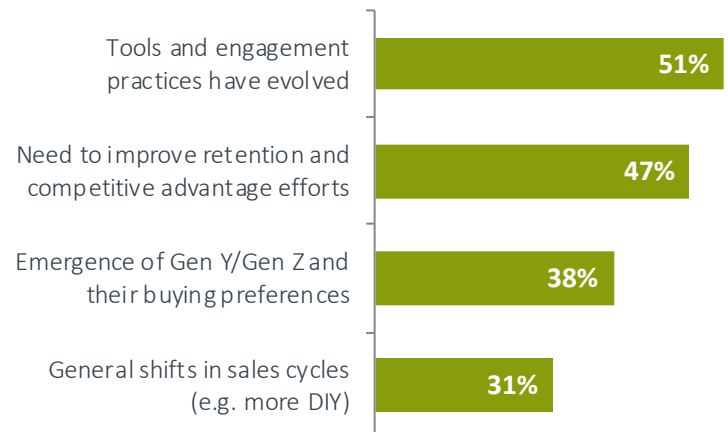 Tools and engagement
practices have evolved
51%
Need to improve retention and
competitive advantage efforts
47%
Emergence of Gen Y/Gen Z and
their buying preferences
38%
General shifts in sales cycles
(e.g. more DIY)
31%